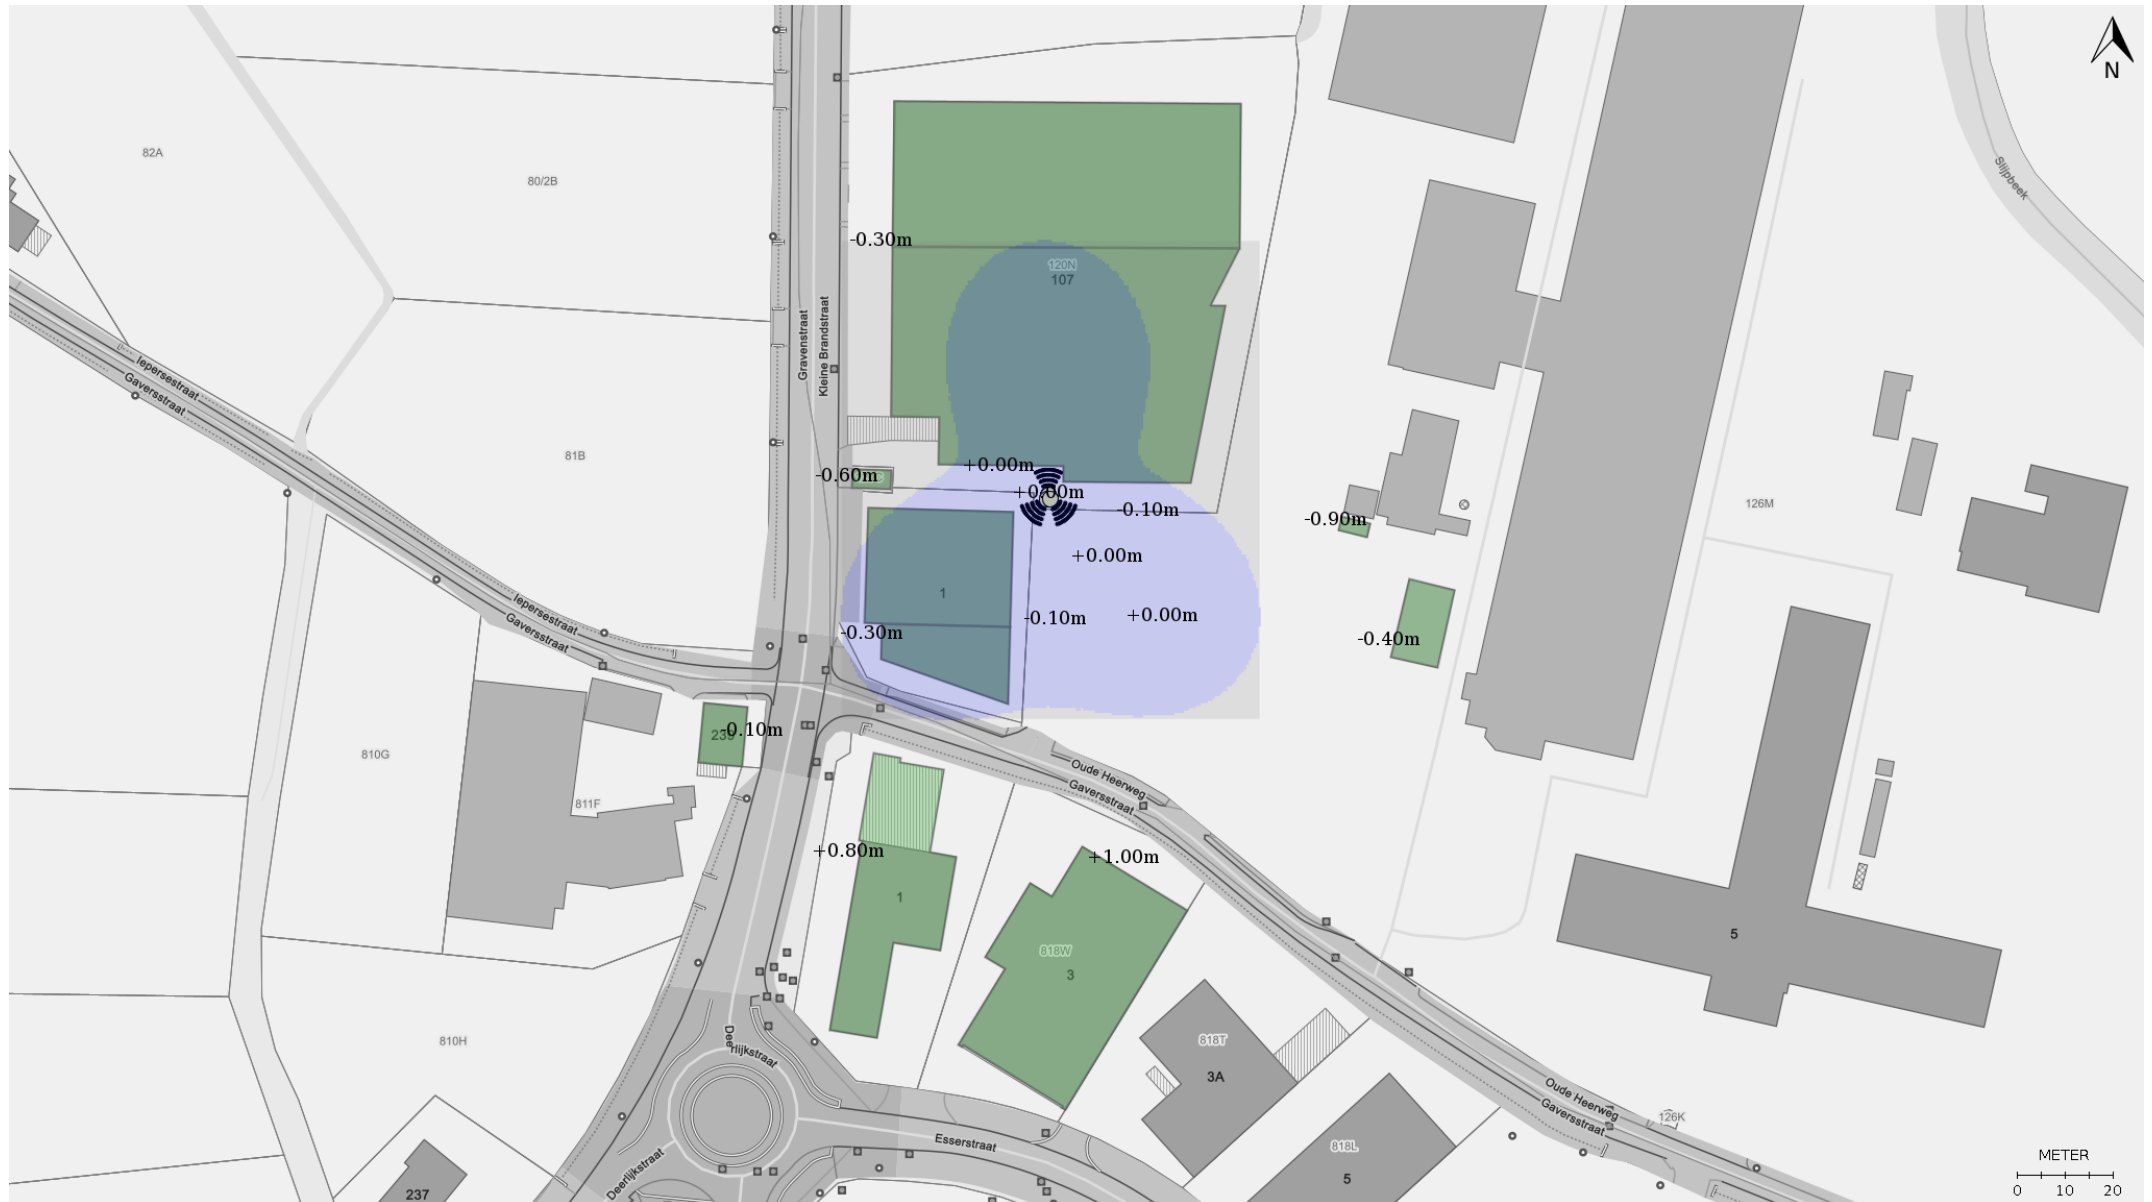 N
82A
80/2B
-0.30m
120N
107
Slijpbeek
Gravenstraat
Kleine Brandstraat
Iepersestraat
Gaversstraat
81B
+0.00m
-0.60m
+0.00m
-0.10m
126M
-0.90m
+0.00m
1
Iepersestraat
Gaversstraat
-0.30m
-0.10m
+0.00m
-0.40m
-0.10m
810G
Oude Heerweg
Gaversstraat
811F
+0.80m
+1.00m
1
5
818W
3
810H
Deerlijkstraat
818T
3A
Oude Heerweg
Gaversstraat
126K
Esserstraat
818L
5
Deerlijkstraat
237
METER
0 10 20